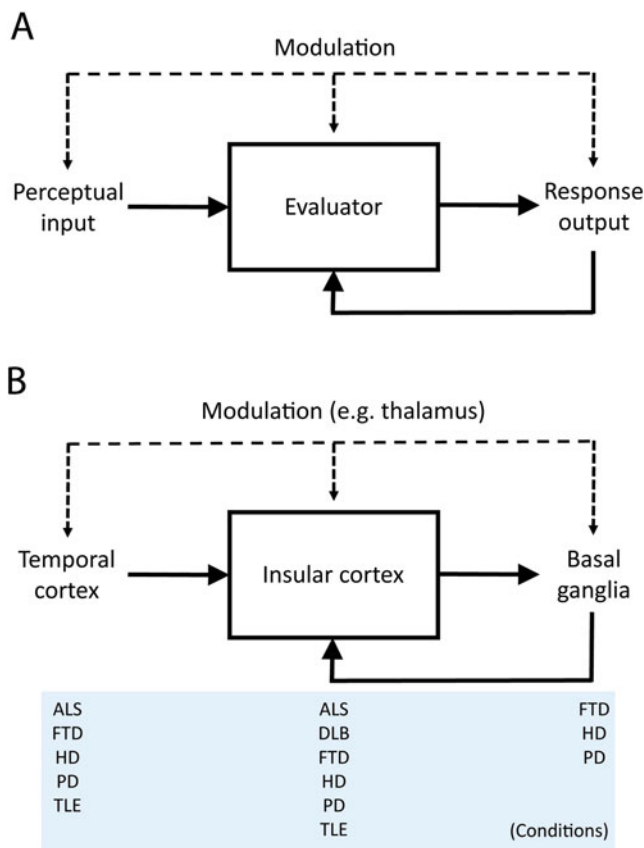 A
Modulation
Perceptual
input
Evaluator
Response
output
B
Modulation (e.g. thalamus)
Temporal
cortex
Insular cortex
Basal
ganglia
ALS
FTD
HD
PD
TLE
ALS
DLB
FTD
HD
PD
TLE
FTD
HD
PD
(Conditions)